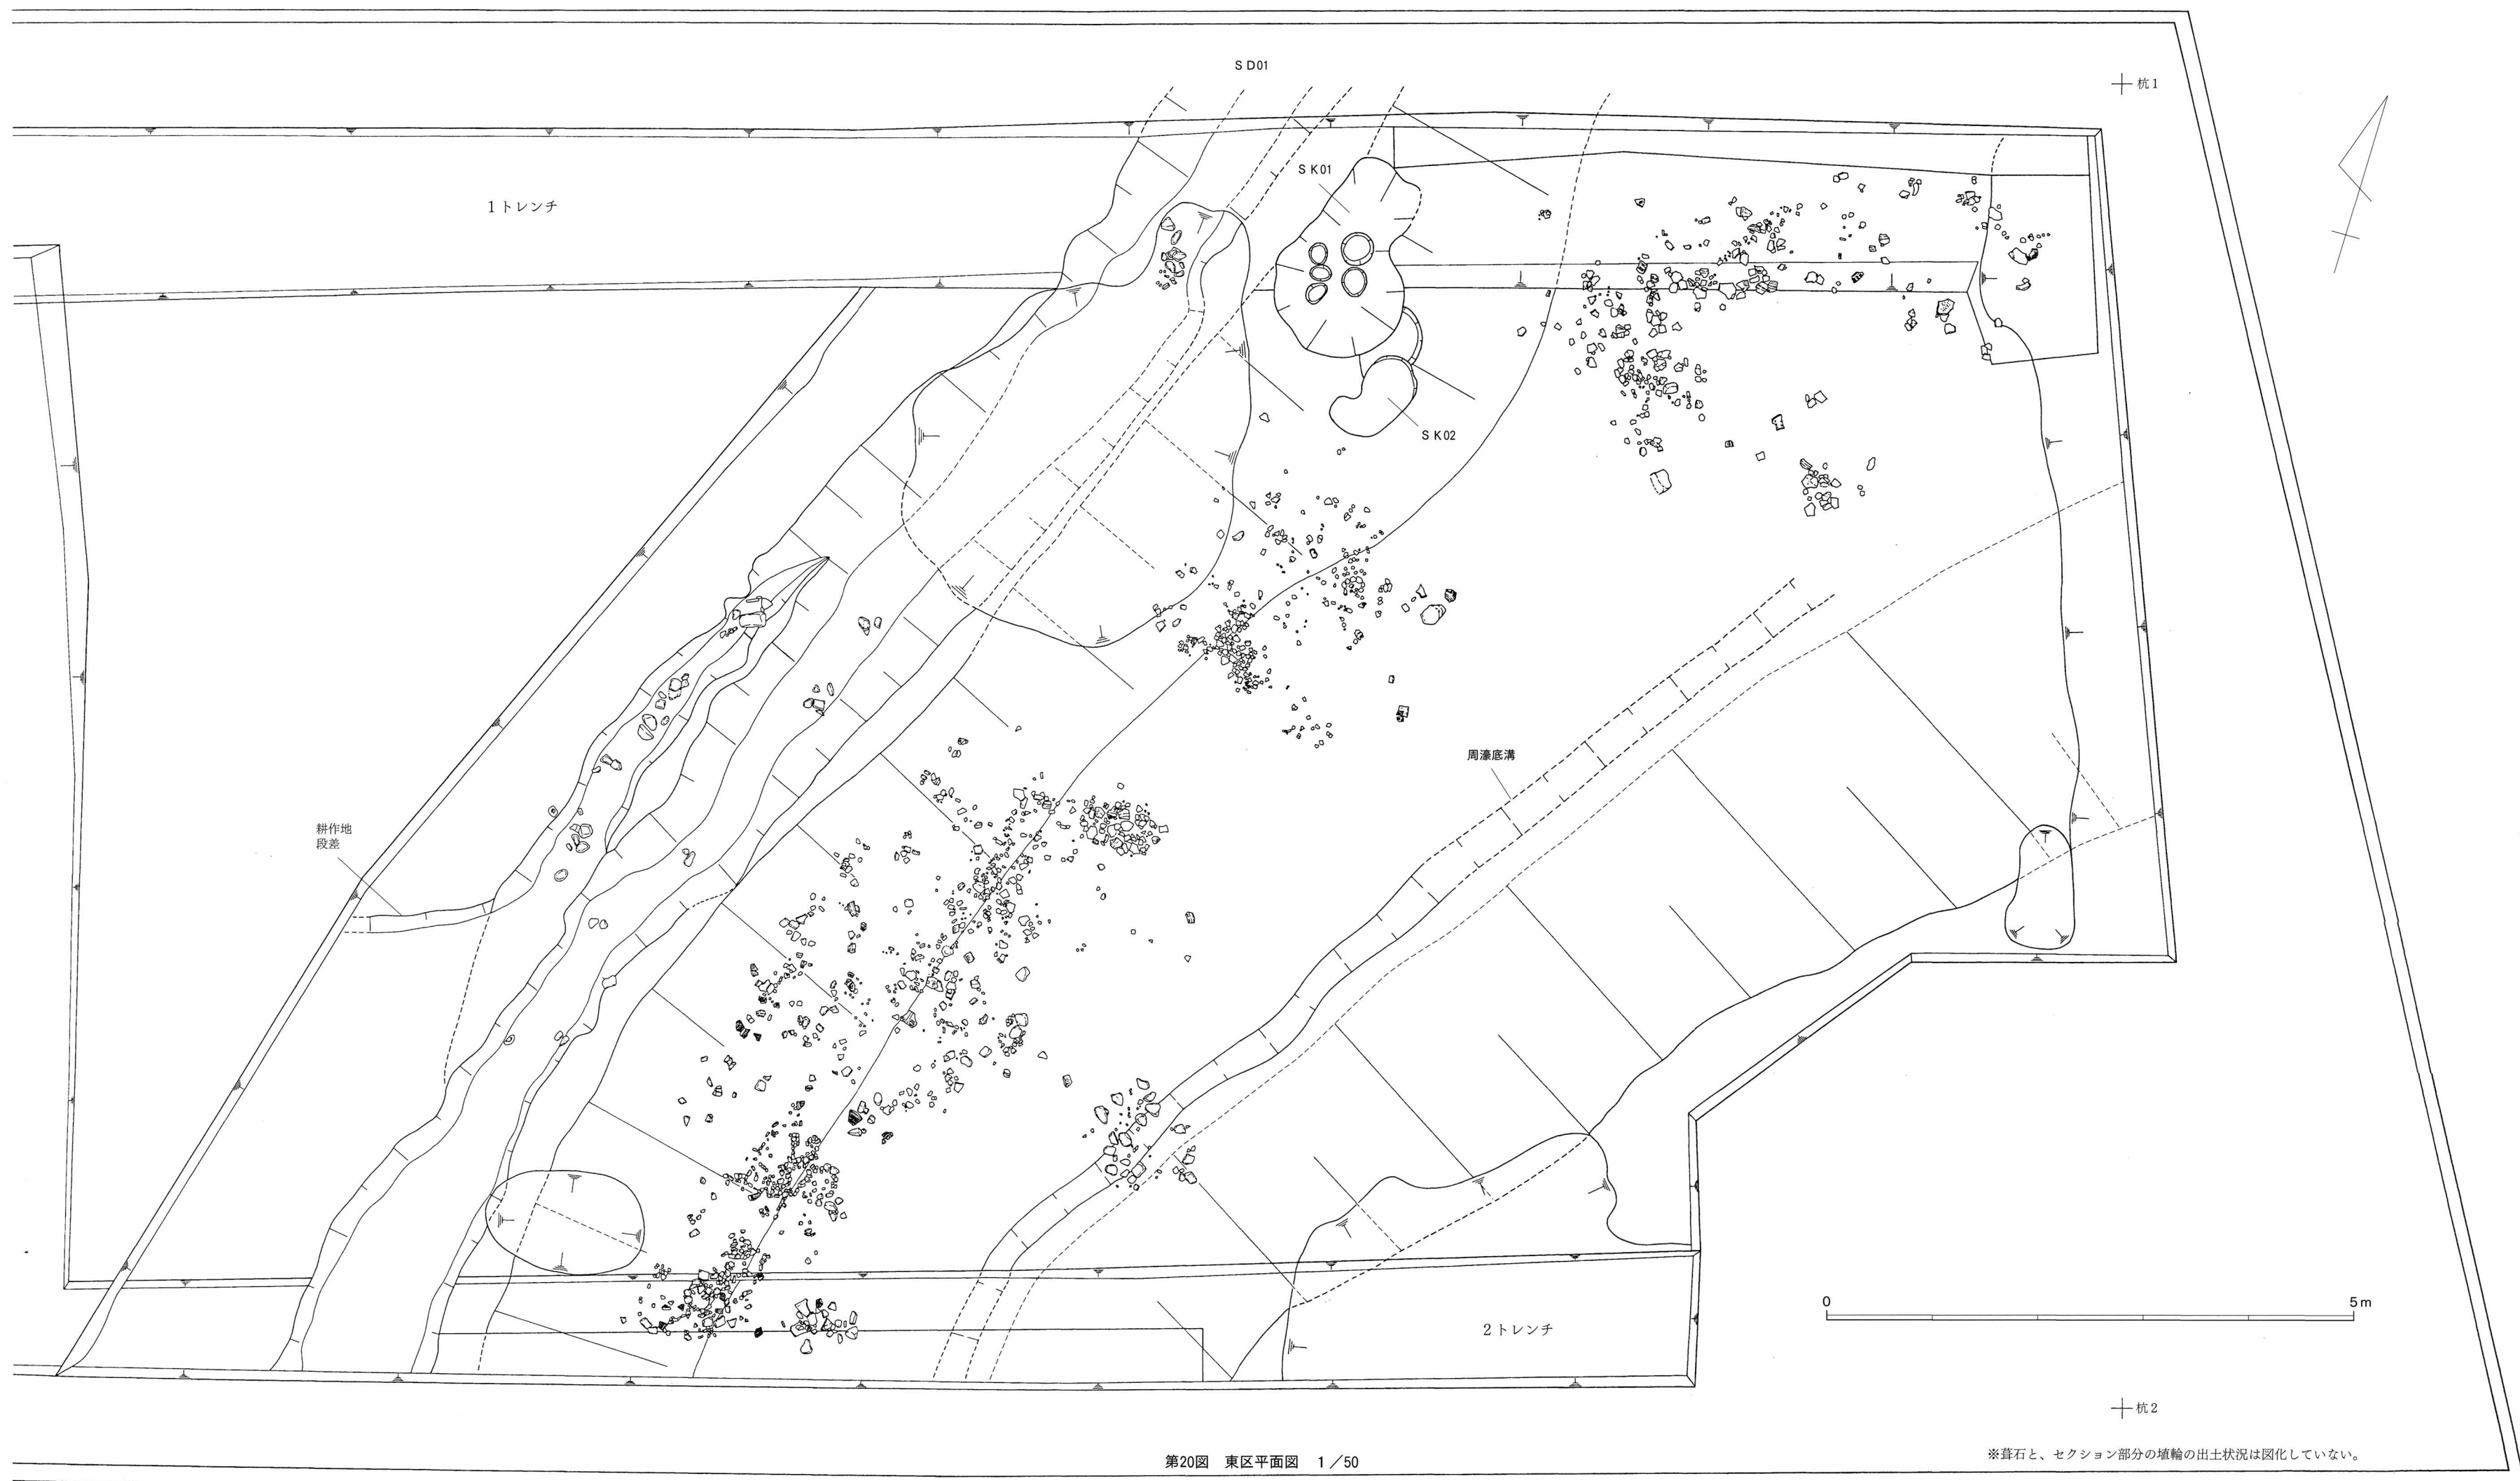 SD01
杭1
SK01
1トレンチ
SK02
周濠底溝
耕作地
段差
0 5m
2トレンチ
杭2
※葺石と、セクション部分の埴輪の出土状況は図化していない。
第20図 東区平面図 1/50